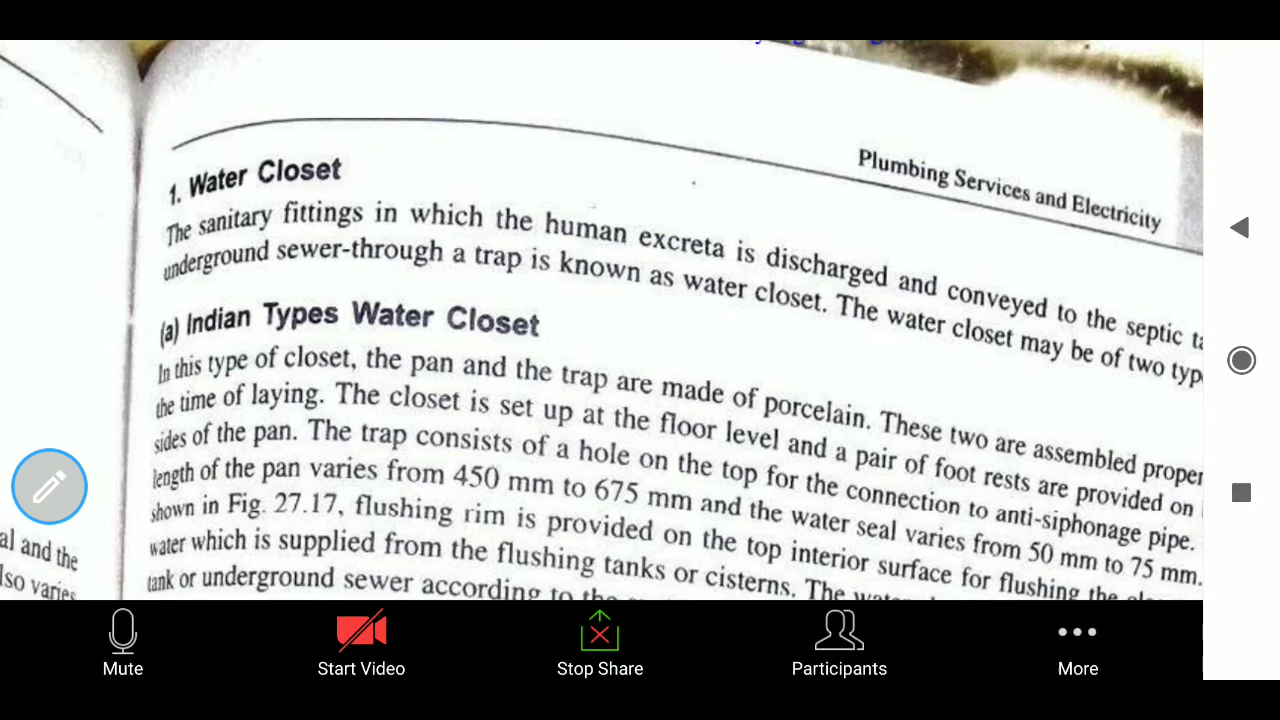 Plumbing Services and Electricity
1. Water Closet
The sanitary fittings in which the human excreta is discharged and conveyed to the septic
underground sewer-through a trap is known as water closet. The water closet may be of two
(a) Indian Types Water Closet
In this type of closet, the pan and the trap are made of porcelain. These two are assembled
the time of laying. The closet is set up at the floor level and a pair of foot rests are provided on
sides of the pan. The trap consists of a hole on the top for the connection to anti-siphonage pipe.
length of the pan varies from 450 mm to 675 mm and the water seal varies from 50 mm to 75 mm.
shown in Fig. 27.17, flushing rim is provided on the top interior surface for flushing the
water which is supplied from the flushing tanks or cisterns. The
tank or underground sewer according to the
al and the
lso varies
Mute
Start Video
Stop Share
Participants
More